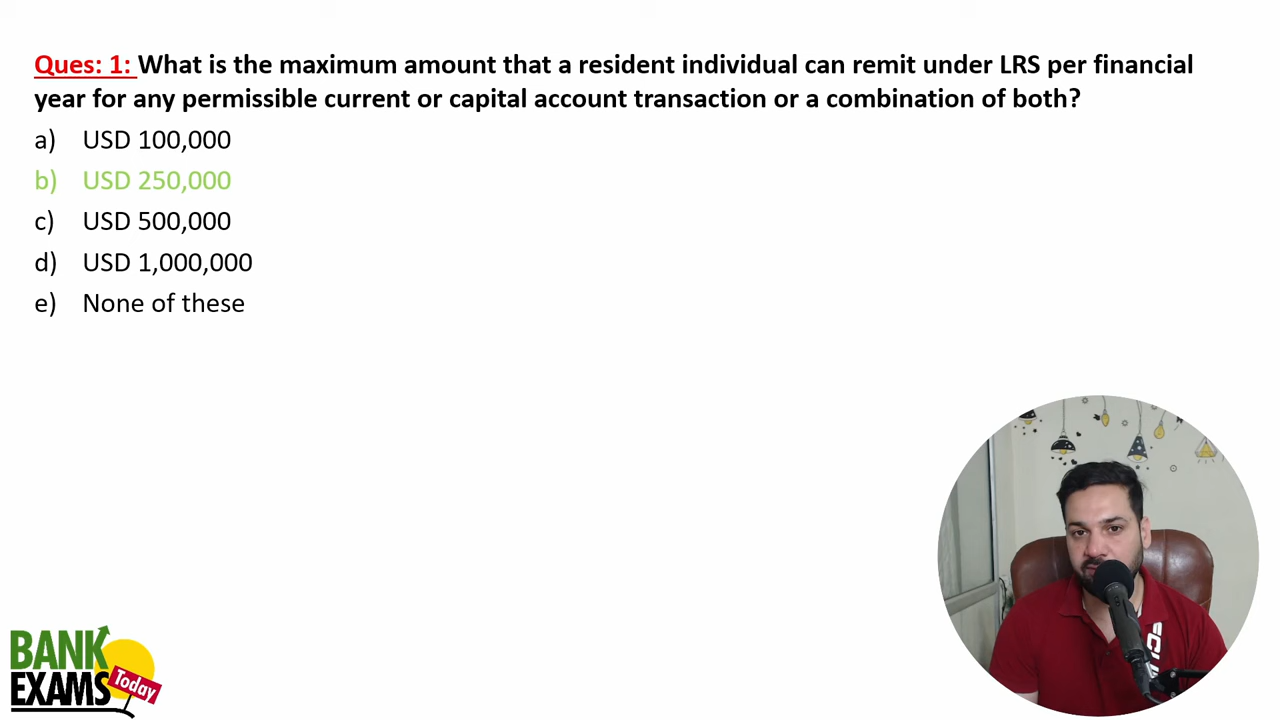 Ques: 1: What is the maximum amount that a resident individual can remit under LRS per financial
year for any permissible current or capital account transaction or a combination of both?
a) USD 100,000
b) USD 250,000
c) USD 500,000
d) USD 1,000,000
e) None of these
BANK
EXAMS
Today